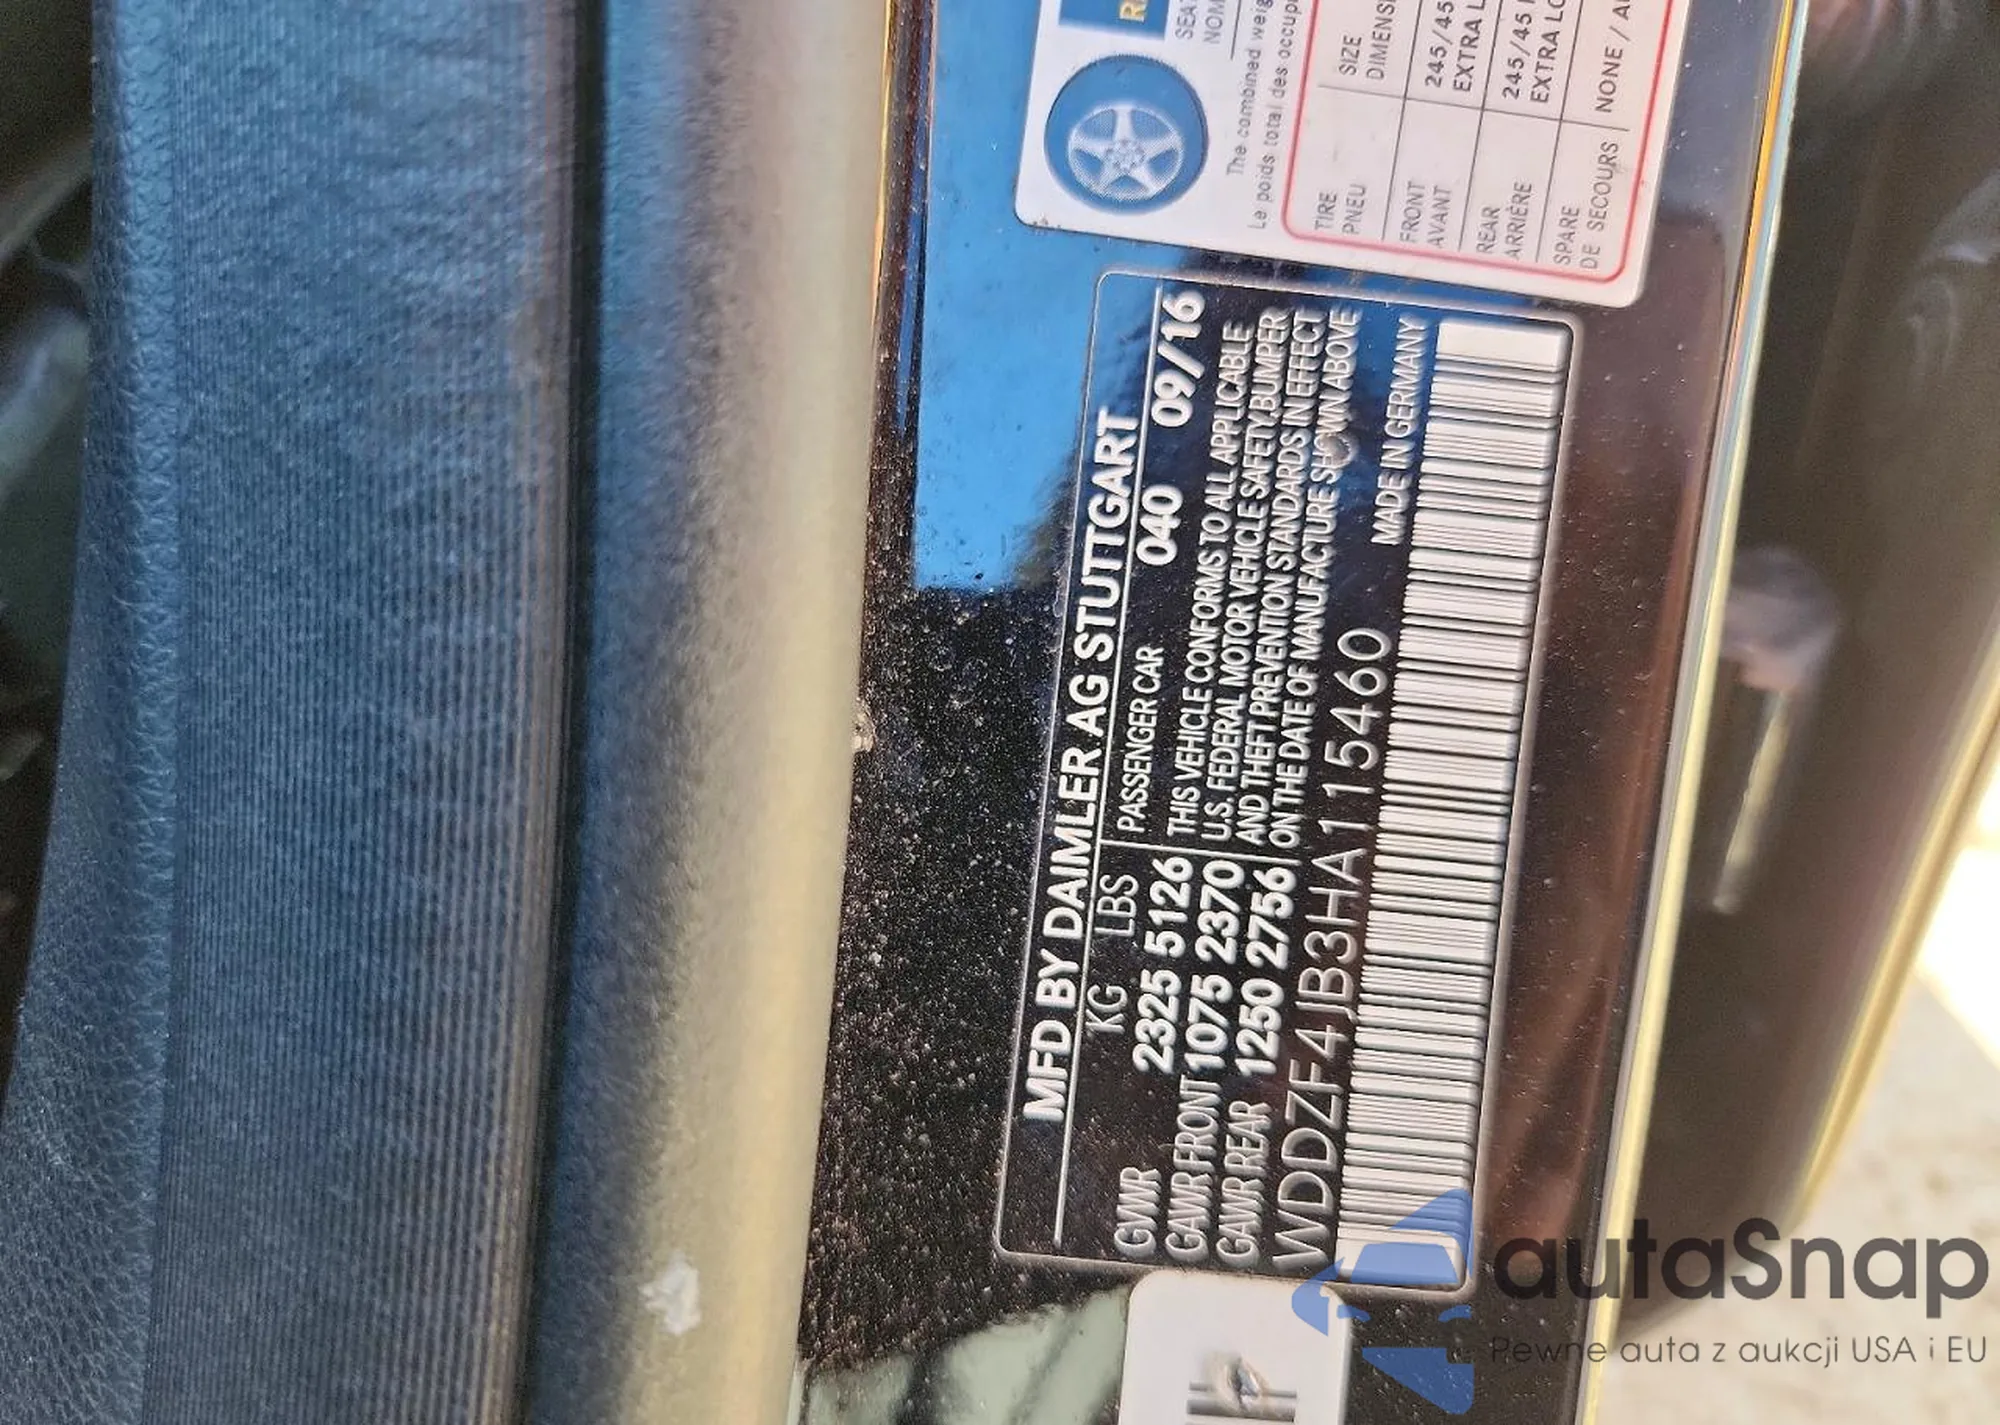 MFD BY DAIMLER AG STUTTGART
KG LBS PASSENGER CAR 040 09/16
GVWR 2325 5126
GAWR FRONT 1075 2370
GAWR REAR 1250 2756
THIS VEHICLE CONFORMS TO ALL APPLICABLE
U.S. FEDERAL MOTOR VEHICLE SAFETY, BUMPER
AND THEFT PREVENTION STANDARDS IN EFFECT
ON THE DATE OF MANUFACTURE SHOWN ABOVE
MADE IN GERMANY
WDDZF4JB3HA115460
The combined
Le poids total des
TIRE SIZE
PNEU
FRONT 245/45
AVANT EXTRA
REAR 245/45
ARRIÈRE EXTRA
SPARE NONE /
DE SECOURS
autaSnap
Pewne auta z aukcji USA i EU